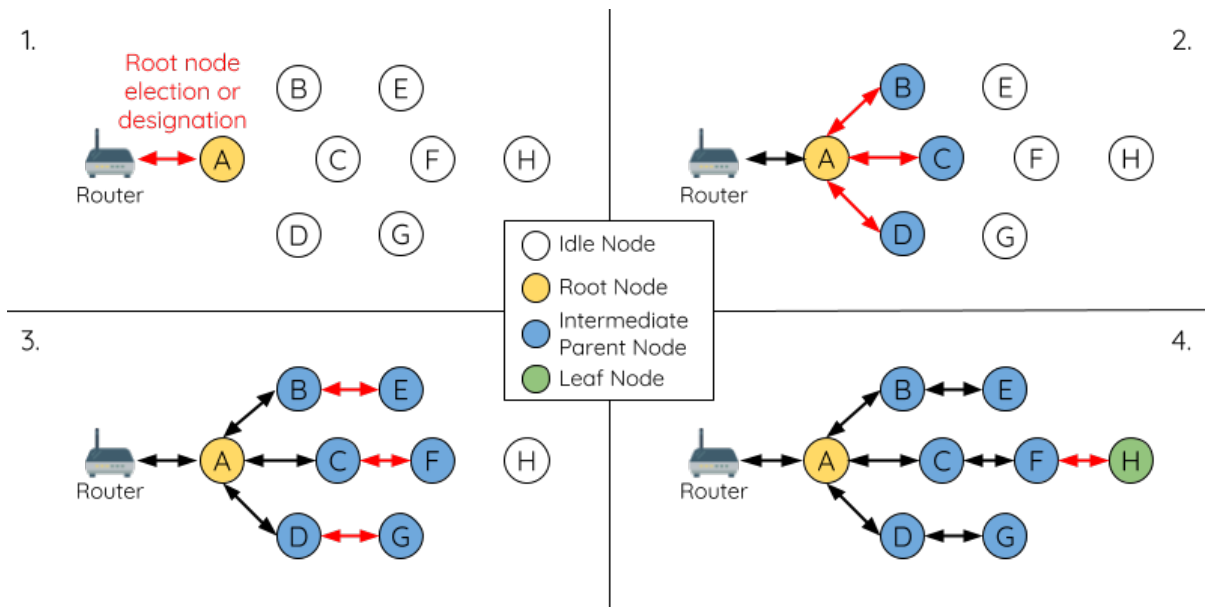 1.
Root node
election or
designation
Router
A
B
E
C
F
H
D
G
2.
B
E
A
C
F
H
Router
D
G
Idle Node
Root Node
Intermediate
Parent Node
Leaf Node
3.
B
E
A
C
F
H
Router
D
G
4.
B
E
A
C
F
H
Router
D
G